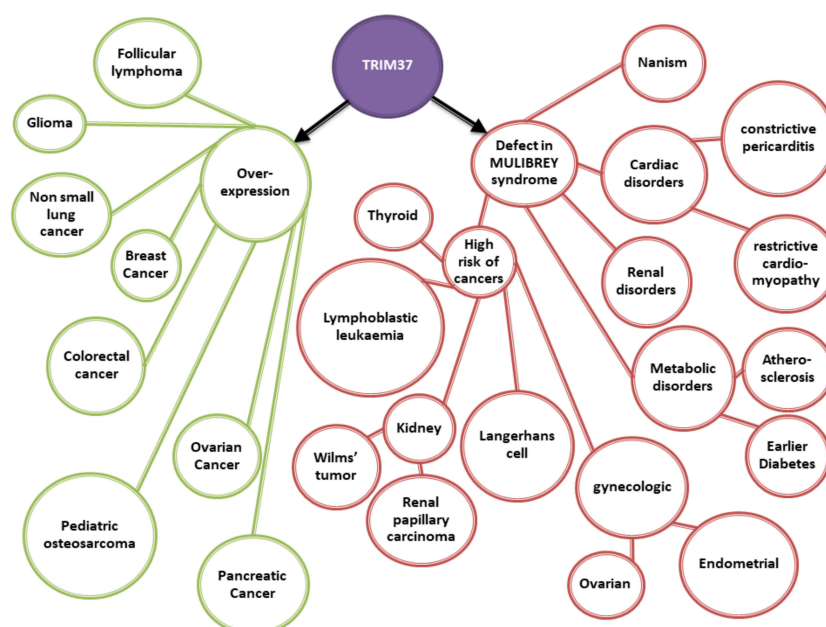 TRIM37
Follicular
lymphoma
Glioma
Over-
expression
Non small
lung
cancer
Breast
Cancer
Colorectal
cancer
Ovarian
Cancer
Pediatric
osteosarcoma
Pancreatic
Cancer
Defect in
MULIBREY
syndrome
Nanism
Cardiac
disorders
constrictive
pericarditis
restrictive
cardio-
myopathy
Renal
disorders
Metabolic
disorders
Athero-
sclerosis
Earlier
Diabetes
High
risk of
cancers
Thyroid
Lymphoblastic
leukaemia
Kidney
Wilms’
tumor
Renal
papillary
carcinoma
Langerhans
cell
gynecologic
Ovarian
Endometrial